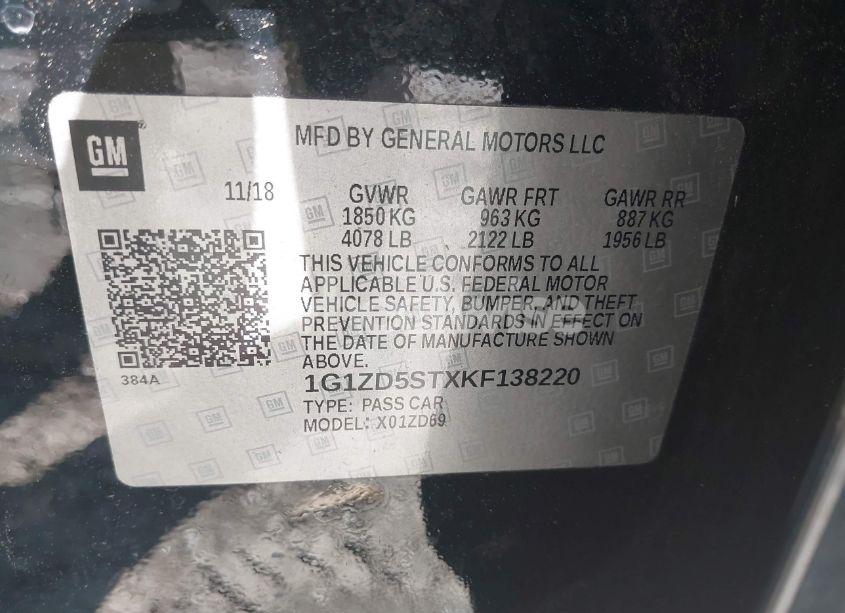 GM
MFD BY GENERAL MOTORS LLC
11/18 GVWR GAWR FRT GAWR RR
1850 KG 963 KG 887 KG
4078 LB 2122 LB 1956 LB
THIS VEHICLE CONFORMS TO ALL
APPLICABLE U.S. FEDERAL MOTOR
VEHICLE SAFETY, BUMPER, AND THEFT
PREVENTION STANDARDS IN EFFECT ON
THE DATE OF MANUFACTURE SHOWN
ABOVE.
384A
1G1ZD5STXKF138220
TYPE: PASS CAR
MODEL: X01ZD69